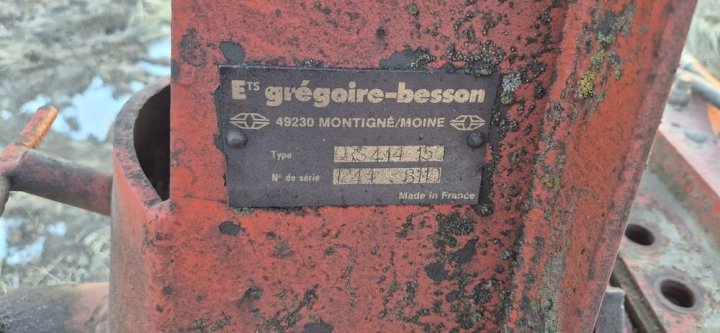 ETS grégoire-besson
49230 MONTIGNÉ/MOINE
Type
N° de série
Made in France